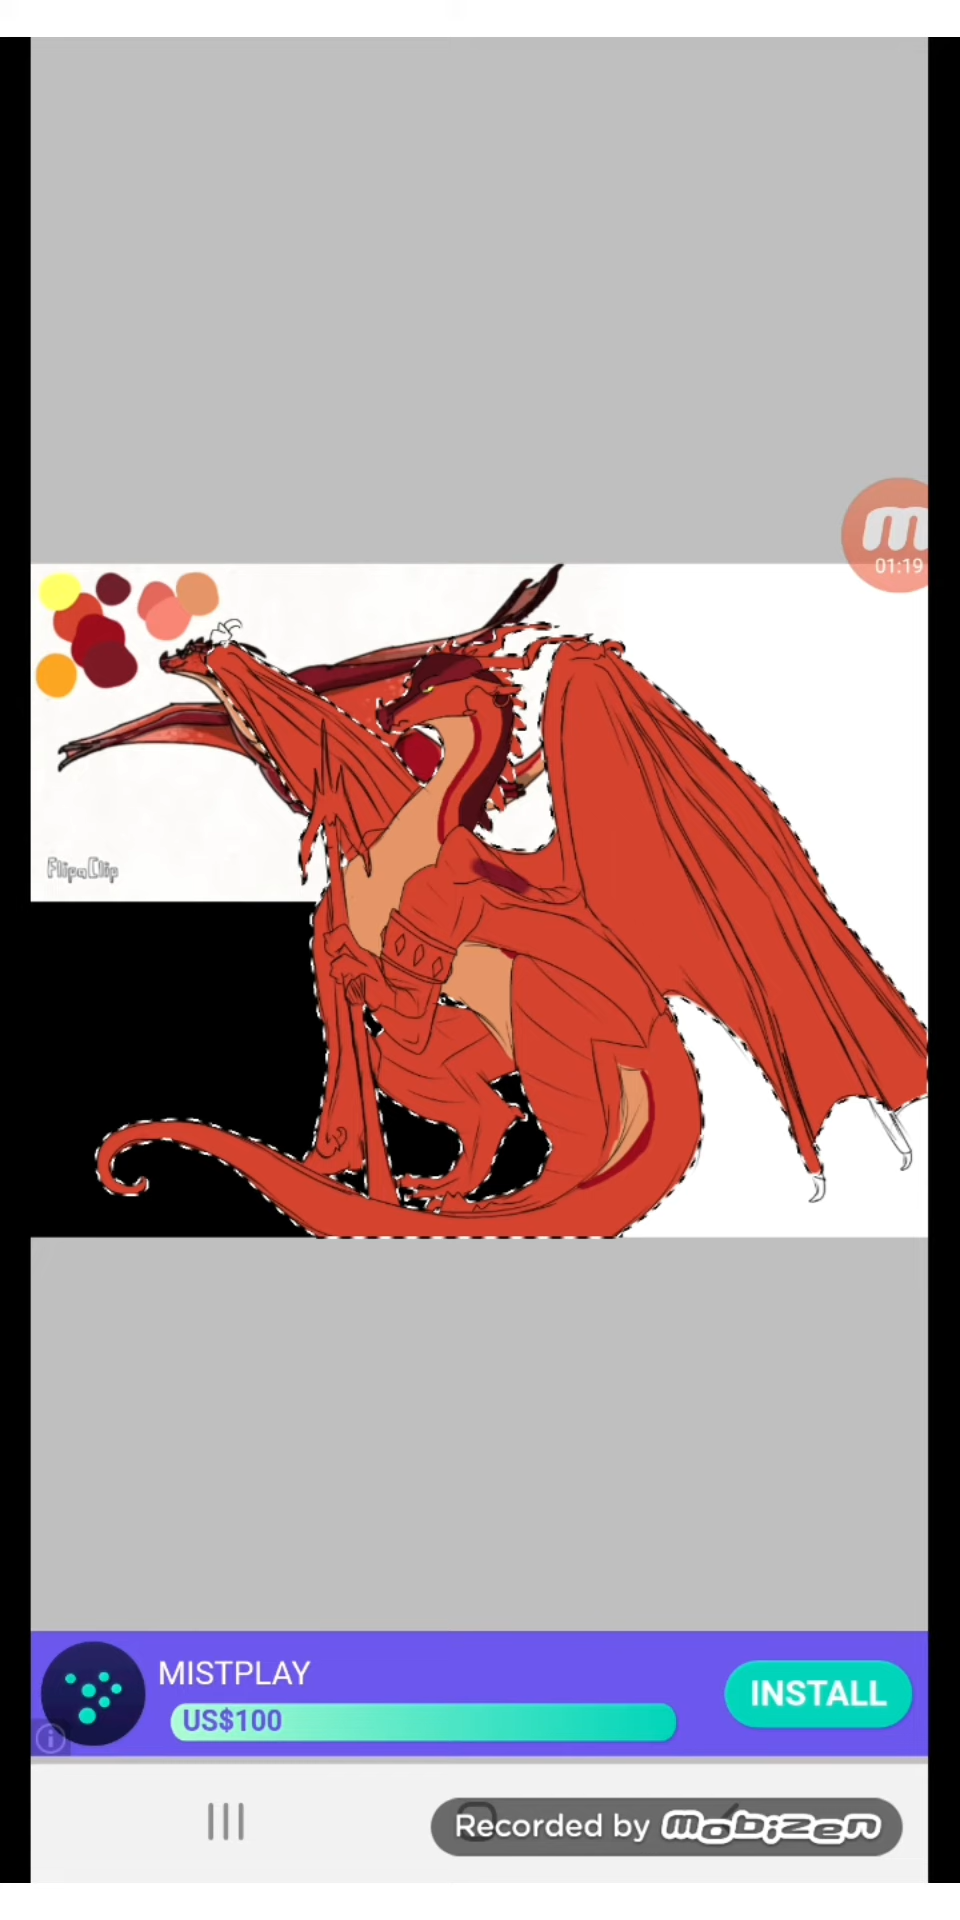 01:19
FlipaClip
MISTPLAY
US$100
INSTALL
Recorded by mobizen